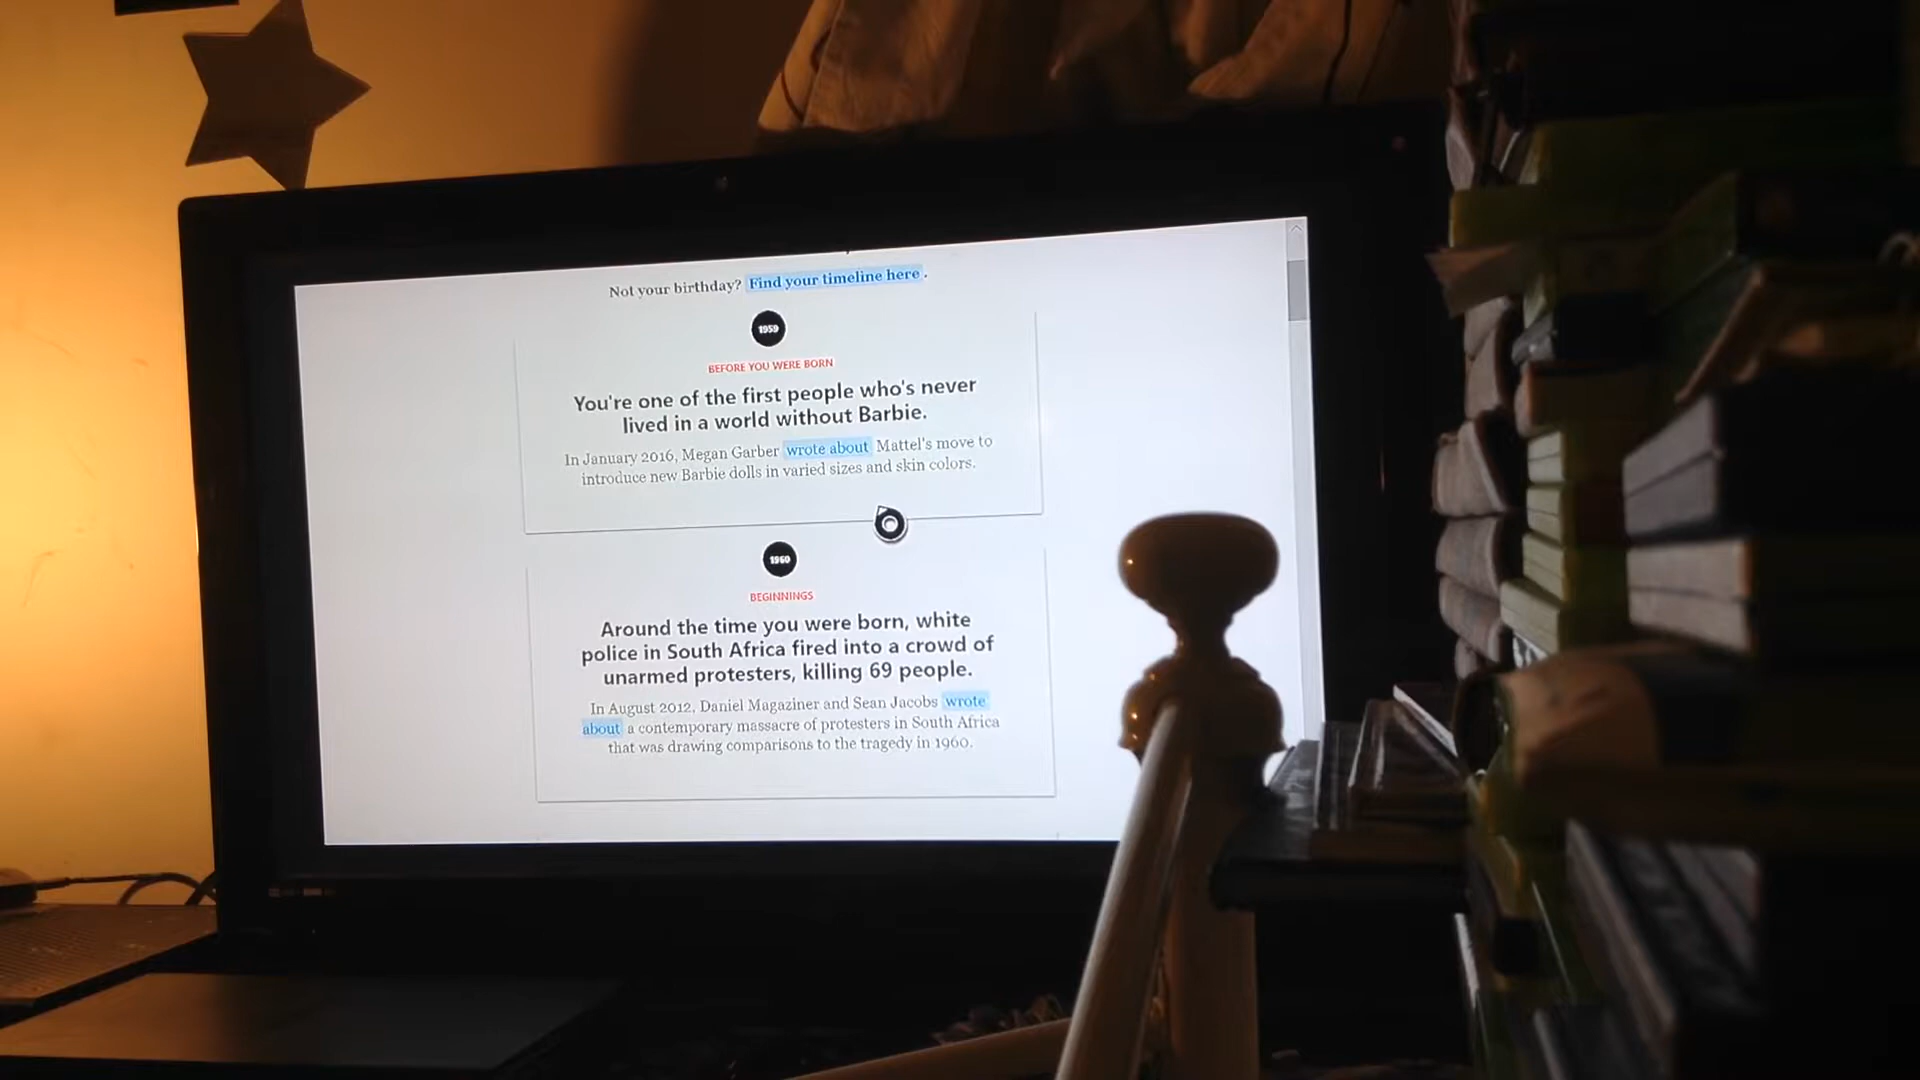 Not your birthday? Find your timeline here .
1959
BEFORE YOU WERE BORN
You're one of the first people who's never
lived in a world without Barbie.
In January 2016, Megan Garber wrote about Mattel's move to
introduce new Barbie dolls in varied sizes and skin colors.
1960
BEGINNINGS
Around the time you were born, white
police in South Africa fired into a crowd of
unarmed protesters, killing 69 people.
In August 2012, Daniel Magaziner and Sean Jacobs wrote
about a contemporary massacre of protesters in South Africa
that was drawing comparisons to the tragedy in 1960.